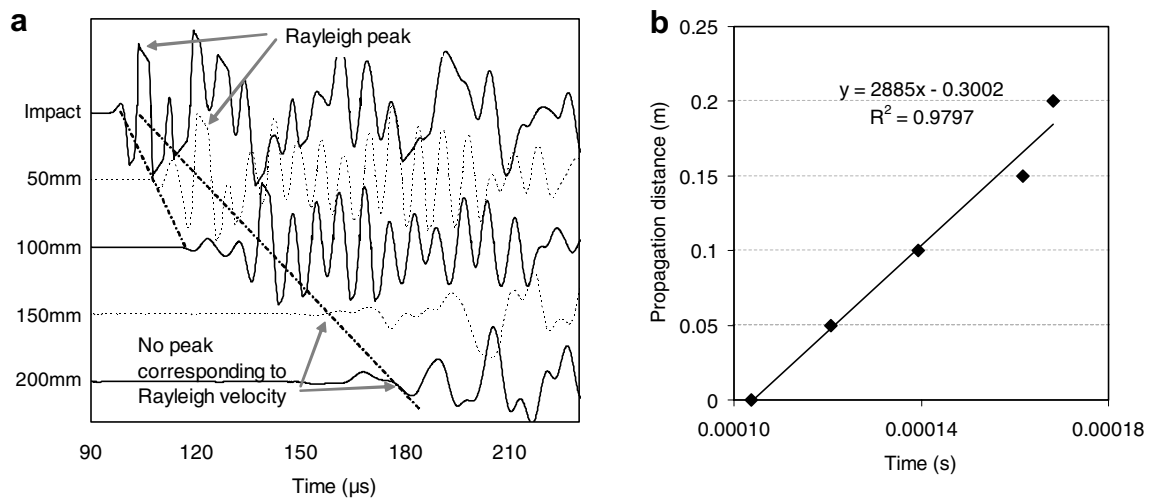 a
Rayleigh peak
Impact
50mm
100mm
150mm
200mm
No peak
corresponding to
Rayleigh velocity
90 120 150 180 210
Time (µs)
b
Propagation distance (m)
0.25
0.2
0.15
0.1
0.05
0
y = 2885x - 0.3002
R² = 0.9797
0.00010 0.00014 0.00018
Time (s)